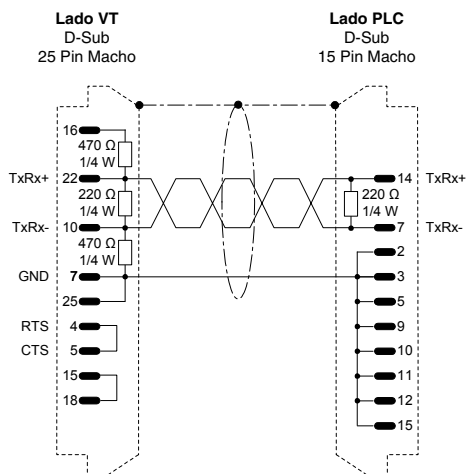 Lado VT
D-Sub
25 Pin Macho
Lado PLC
D-Sub
15 Pin Macho
16
470 Ω
1/4 W
TxRx+ 22
220 Ω
1/4 W
TxRx- 10
470 Ω
1/4 W
GND 7
25
RTS 4
CTS 5
15
18
14 TxRx+
220 Ω
1/4 W
7 TxRx-
2
3
5
9
10
11
12
15